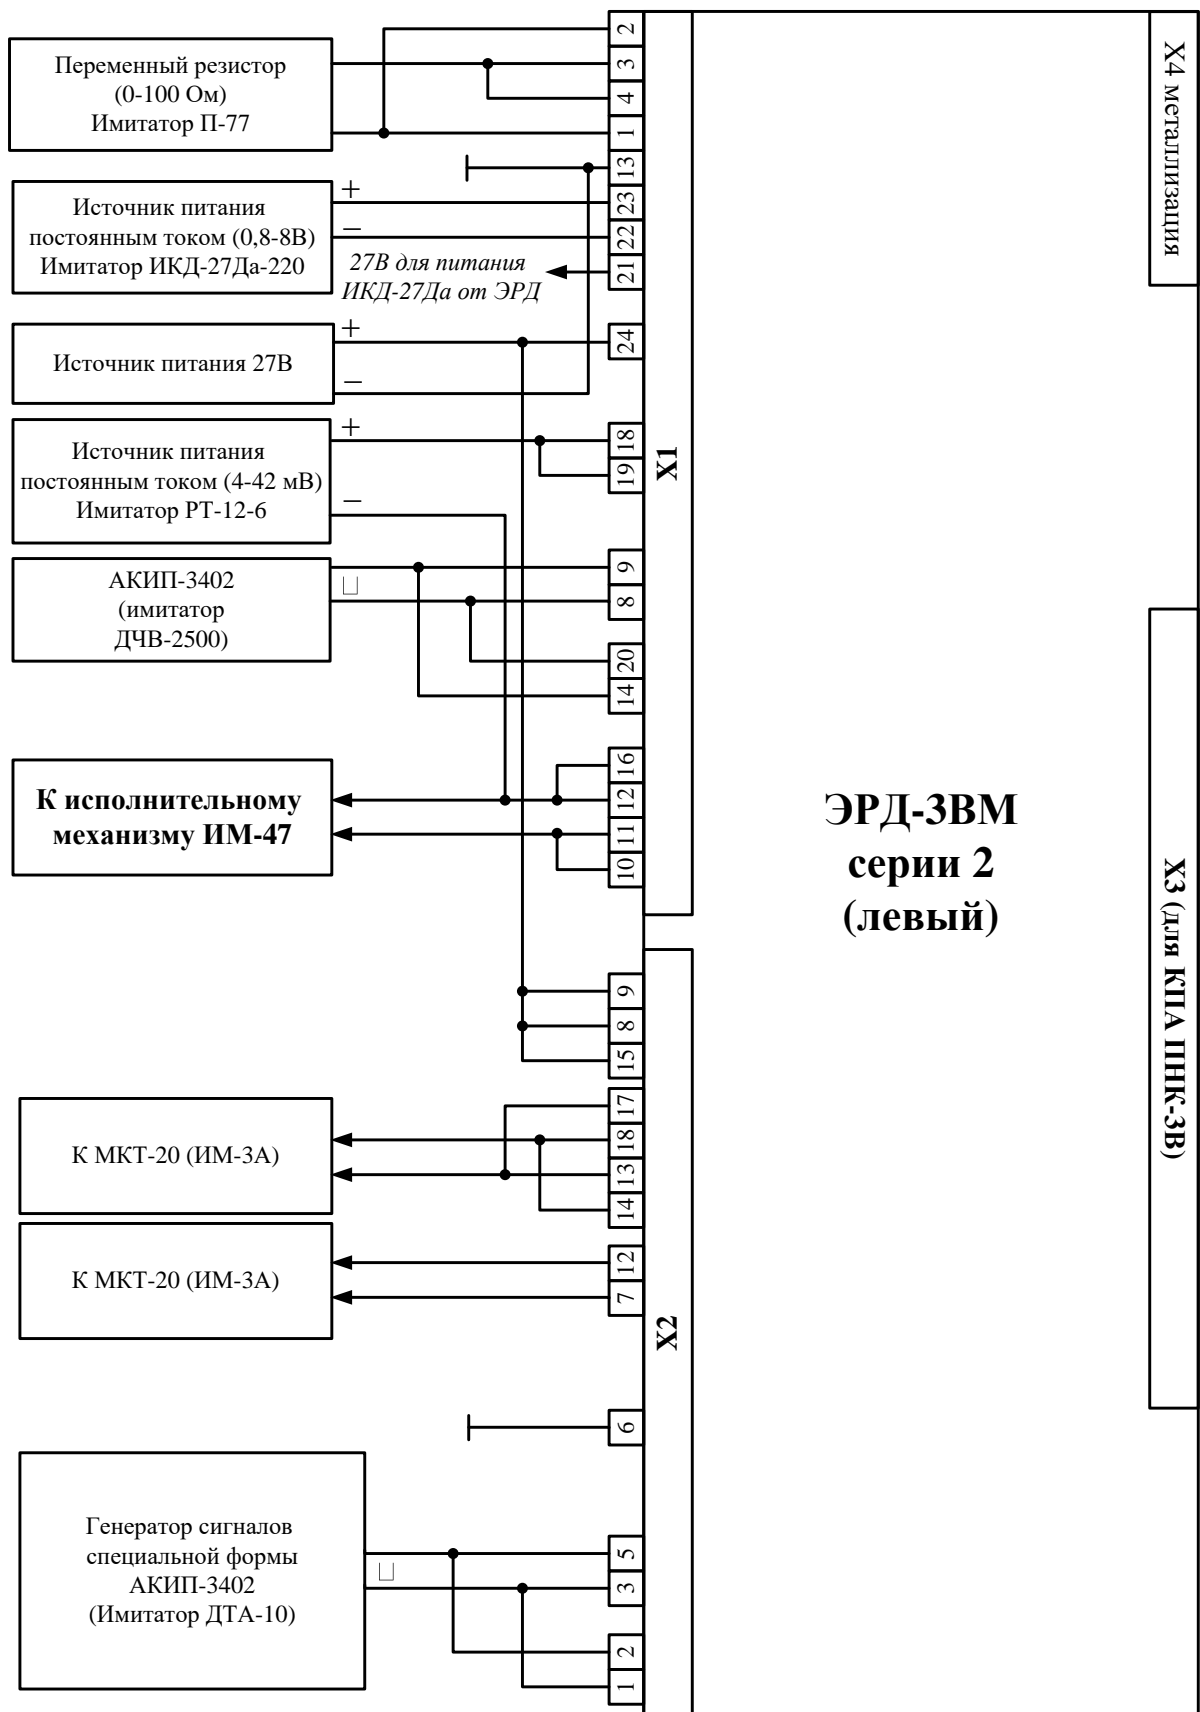 Переменный резистор
(0-100 Ом)
Имитатор П-77
2
3
4
1
13
+
Источник питания
постоянным током (0,8-8В)
Имитатор ИКД-27Да-220
23
−
22
27В для питания
ИКД-27Да от ЭРД
21
+
Источник питания 27В
24
−
+
Источник питания
постоянным током (4-42 мВ)
Имитатор РТ-12-6
−
18
19
АКИП-3402
(имитатор
ДЧВ-2500)
9
8
20
14
К исполнительному
механизму ИМ-47
16
12
11
10
Х1
9
8
15
К МКТ-20 (ИМ-3А)
17
18
13
14
К МКТ-20 (ИМ-3А)
12
7
6
Генератор сигналов
специальной формы
АКИП-3402
(Имитатор ДТА-10)
5
3
2
1
Х2
ЭРД-3ВМ
серии 2
(левый)
Х4 металлизация
Х3 (для КПА ПНК-3В)